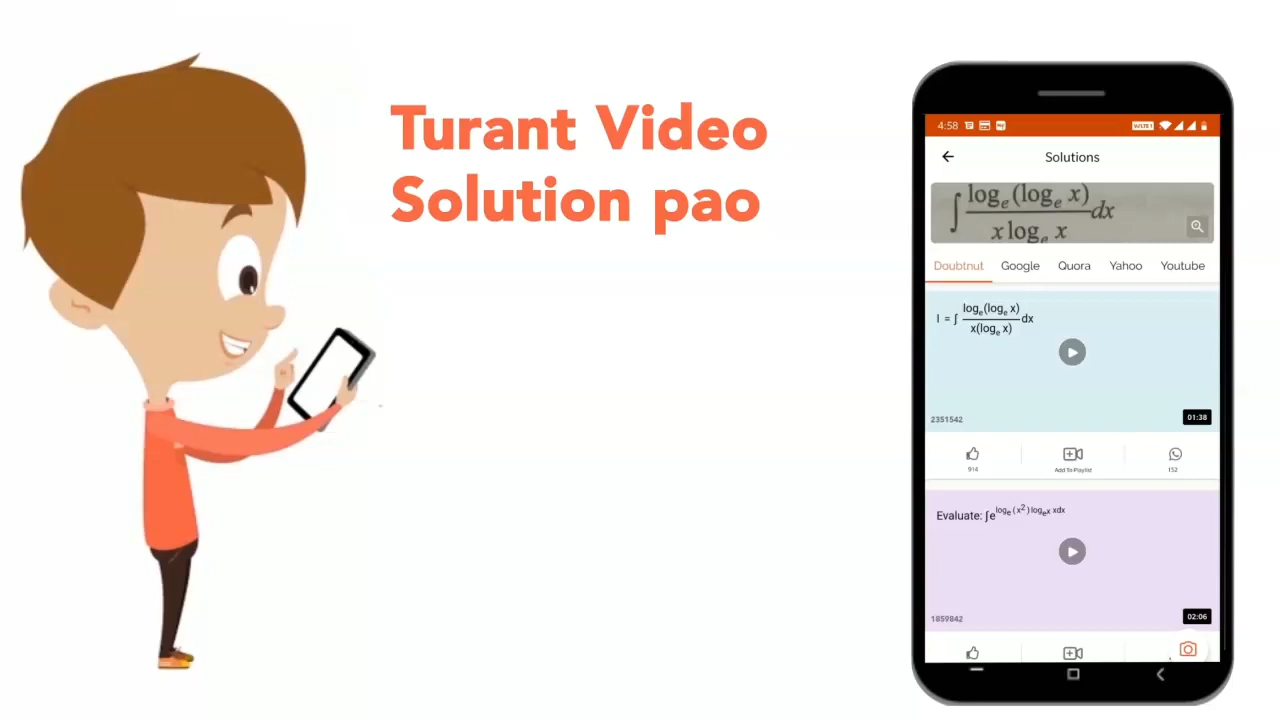 Turant Video
Solution pao
4:58
VoLTE1
Solutions
∫ logₑ(logₑ x) / x logₑ x dx
Doubtnut Google Quora Yahoo Youtube
I = ∫ logₑ(logₑ x) / x(logₑ x) dx
2351542 01:38
914 Add To Playlist 152
Evaluate: ∫e^logₑ(x²)logₑx xdx
1859842 02:06